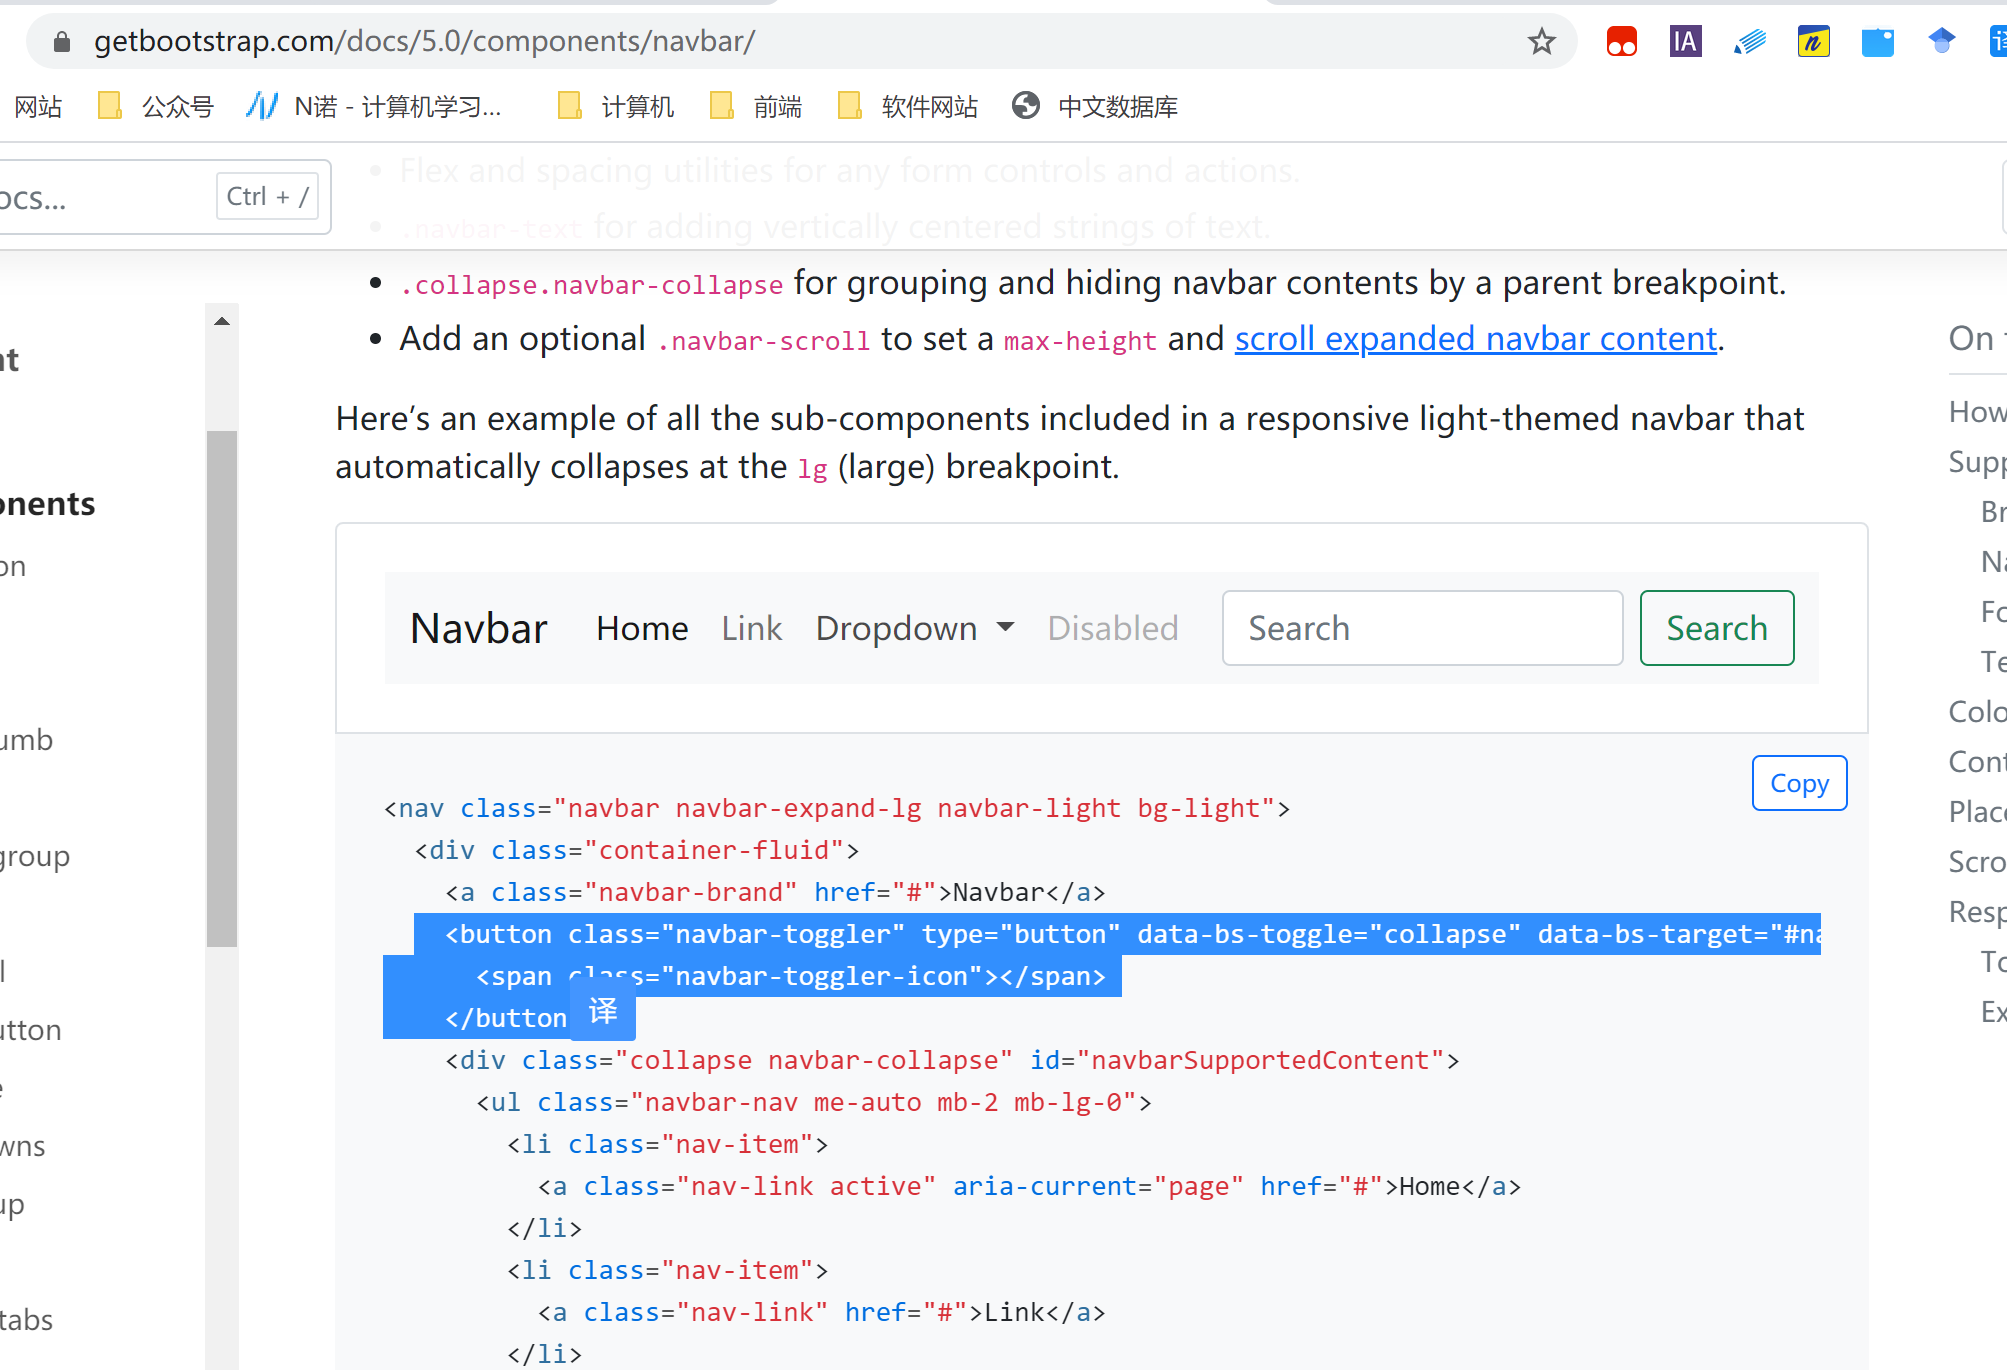 getbootstrap.com/docs/5.0/components/navbar/
IA
n
译
网站
公众号
N诺 - 计算机学习...
计算机
前端
软件网站
中文数据库
ocs...
Ctrl + /
Flex and spacing utilities for any form controls and actions.
.navbar-text for adding vertically centered strings of text.
.collapse.navbar-collapse for grouping and hiding navbar contents by a parent breakpoint.
Add an optional .navbar-scroll to set a max-height and scroll expanded navbar content.
Here’s an example of all the sub-components included in a responsive light-themed navbar that
automatically collapses at the lg (large) breakpoint.
Navbar Home Link Dropdown Disabled Search Search
Copy
<nav class="navbar navbar-expand-lg navbar-light bg-light">
<div class="container-fluid">
<a class="navbar-brand" href="#">Navbar</a>
<button class="navbar-toggler" type="button" data-bs-toggle="collapse" data-bs-target="#na
<span class="navbar-toggler-icon"></span>
</button
译
<div class="collapse navbar-collapse" id="navbarSupportedContent">
<ul class="navbar-nav me-auto mb-2 mb-lg-0">
<li class="nav-item">
<a class="nav-link active" aria-current="page" href="#">Home</a>
</li>
<li class="nav-item">
<a class="nav-link" href="#">Link</a>
</li>
nt
onents
on
umb
group
l
utton
e
wns
up
tabs
On
How
Supp
Br
Na
Fo
Te
Colo
Cont
Place
Scro
Resp
To
Ex